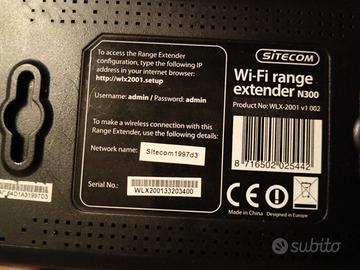 SITECOM
To access the Range Extender
configuration, type the following IP
address in your internet browser:
http://wlx2001.setup
Username: admin / Password: admin
To make a wireless connection with this
Range Extender, use the following details:
Network name: Sitecom1997d3
Serial No.: WLX200133203400
Wi-Fi range
extender N300
Product No: WLX-2001 v1 002
8 716502 025442
Made in China Designed in Europe
subito